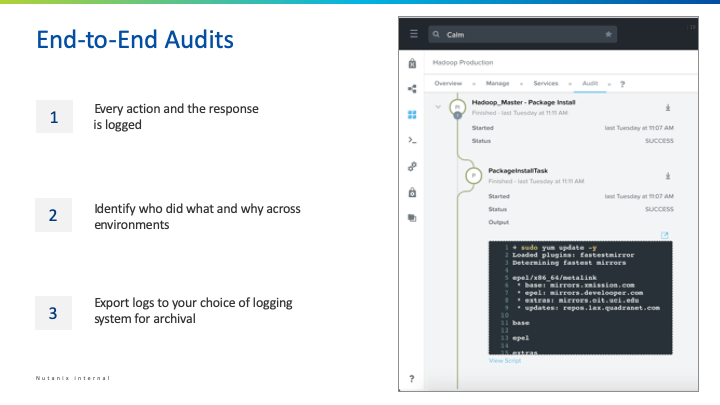 End-to-End Audits
1
Every action and the response
is logged
2
Identify who did what and why across
environments
3
Export logs to your choice of logging
system for archival
Nutanix internal
Calm
Hadoop Production
Overview
Manage
Services
Audit
?
Hadoop_Master - Package Install
Finished - last Tuesday at 11:11 AM
Started last Tuesday at 11:07 AM
Status SUCCESS
P
PackageInstallTask
Finished - last Tuesday at 11:11 AM
Started last Tuesday at 11:07 AM
Status SUCCESS
Output
1 + sudo yum update -y
2 Loaded plugins: fastestmirror
3 Determining fastest mirrors
4
5 epel/x86_64/metalink
6 * base: mirrors.xmission.com
7 * epel: mirrors.developer.com
8 * extras: mirrors.oit.uci.edu
9 * updates: repos.lax.quadranet.com
10
11 base
12
13 epel
14
15 extras
View Script
?